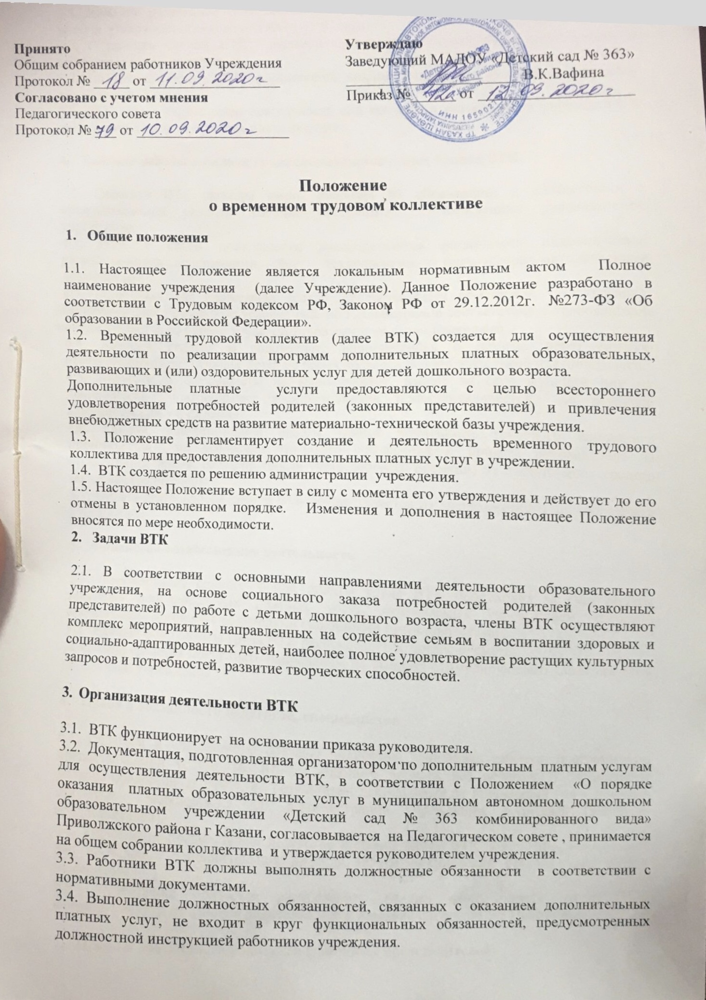 Принято
Общим собранием работников Учреждения
Протокол № 18 от 11.09.2020г
Согласовано с учетом мнения
Педагогического совета
Протокол № 79 от 10.09.2020г
Утверждаю
Заведующий МАДОУ «Детский сад № 363»
В.К.Вафина
Приказ № 42а от 12.09.2020г
ИНН 1659027
Положение
о временном трудовом коллективе
1. Общие положения
1.1. Настоящее Положение является локальным нормативным актом Полное
наименование учреждения (далее Учреждение). Данное Положение разработано в
соответствии с Трудовым кодексом РФ, Законом РФ от 29.12.2012г. №273-ФЗ «Об
образовании в Российской Федерации».
1.2. Временный трудовой коллектив (далее ВТК) создается для осуществления
деятельности по реализации программ дополнительных платных образовательных,
развивающих и (или) оздоровительных услуг для детей дошкольного возраста.
Дополнительные платные услуги предоставляются с целью всестороннего
удовлетворения потребностей родителей (законных представителей) и привлечения
внебюджетных средств на развитие материально-технической базы учреждения.
1.3. Положение регламентирует создание и деятельность временного трудового
коллектива для предоставления дополнительных платных услуг в учреждении.
1.4. ВТК создается по решению администрации учреждения.
1.5. Настоящее Положение вступает в силу с момента его утверждения и действует до его
отмены в установленном порядке. Изменения и дополнения в настоящее Положение
вносятся по мере необходимости.
2. Задачи ВТК
2.1. В соответствии с основными направлениями деятельности образовательного
учреждения, на основе социального заказа потребностей родителей (законных
представителей) по работе с детьми дошкольного возраста, члены ВТК осуществляют
комплекс мероприятий, направленных на содействие семьям в воспитании здоровых и
социально-адаптированных детей, наиболее полное удовлетворение растущих культурных
запросов и потребностей, развитие творческих способностей.
3. Организация деятельности ВТК
3.1. ВТК функционирует на основании приказа руководителя.
3.2. Документация, подготовленная организатором по дополнительным платным услугам
для осуществления деятельности ВТК, в соответствии с Положением «О порядке
оказания платных образовательных услуг в муниципальном автономном дошкольном
образовательном учреждении «Детский сад № 363 комбинированного вида»
Приволжского района г Казани, согласовывается на Педагогическом совете , принимается
на общем собрании коллектива и утверждается руководителем учреждения.
3.3. Работники ВТК должны выполнять должностные обязанности в соответствии с
нормативными документами.
3.4. Выполнение должностных обязанностей, связанных с оказанием дополнительных
платных услуг, не входит в круг функциональных обязанностей, предусмотренных
должностной инструкцией работников учреждения.